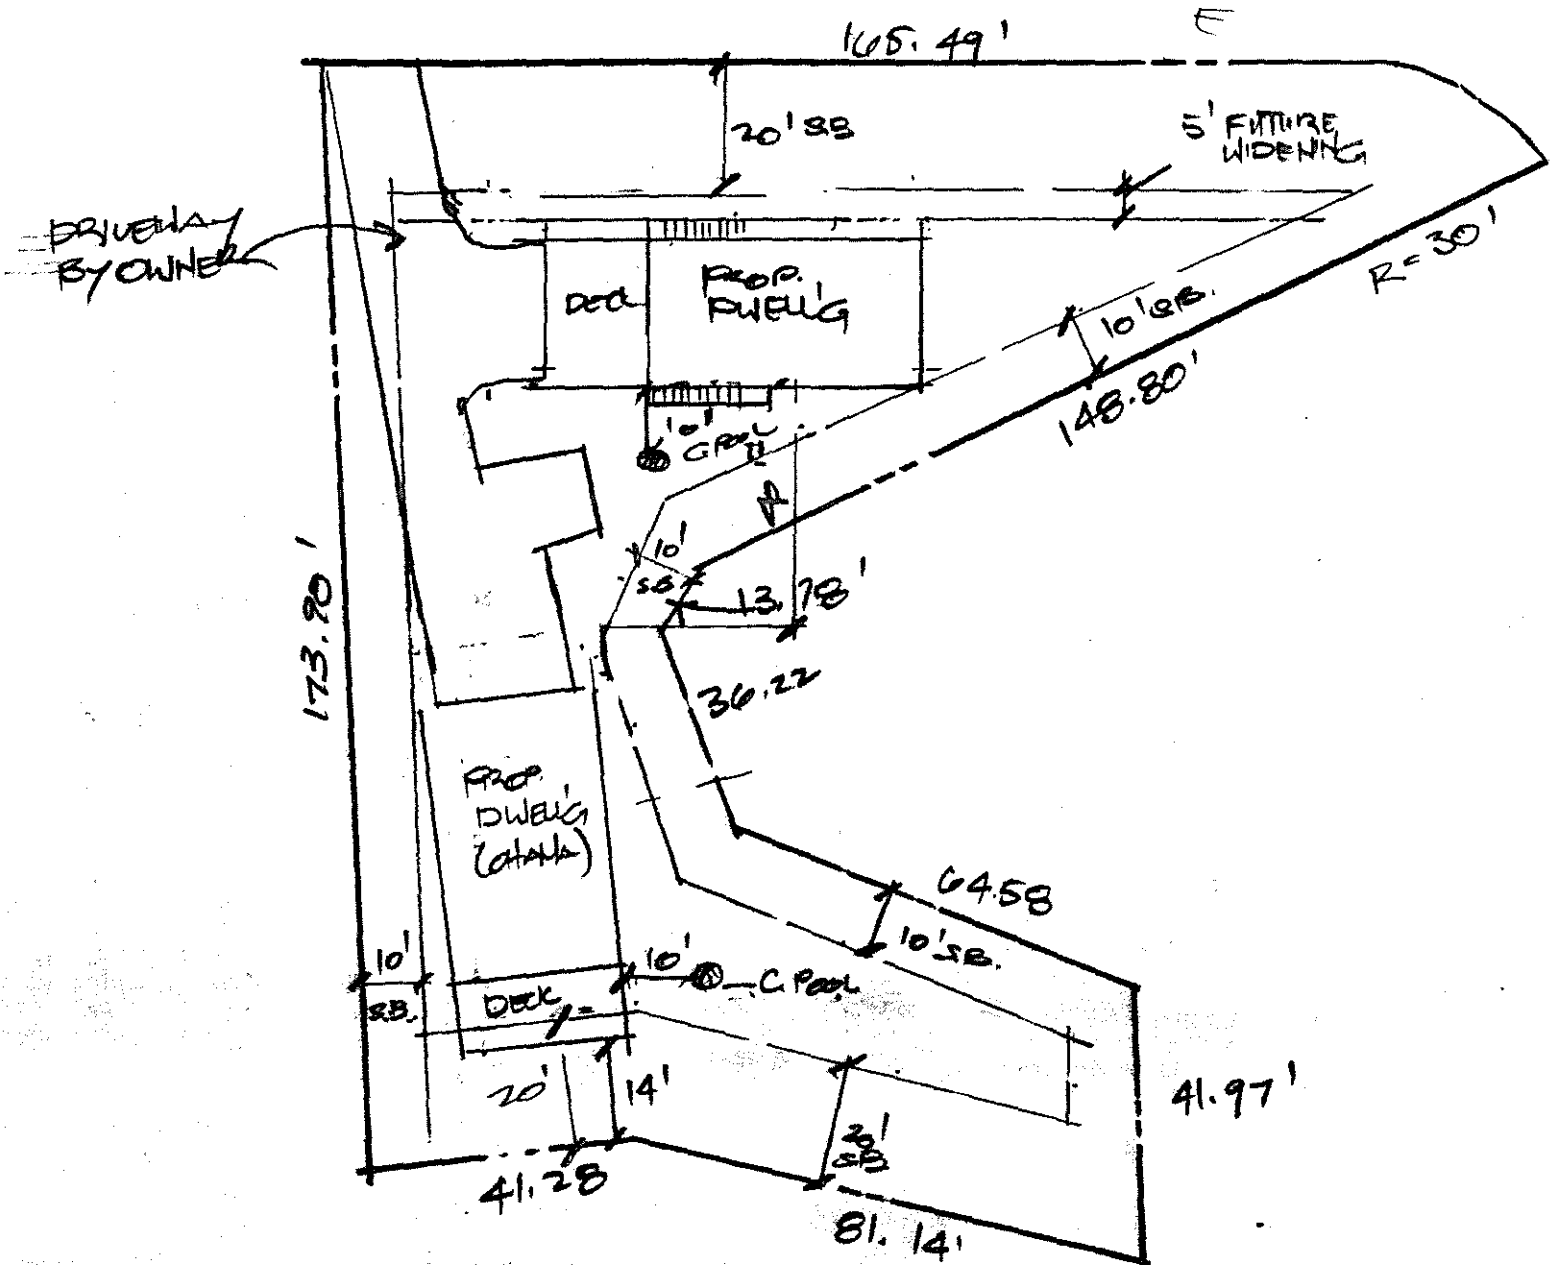 E
165.49'
20' SB
5' FUTURE
WIDENING
DRIVEWAY
BY OWNER
DECK
PROP.
DWELL'G
R=30'
10' S.B.
148.80'
10'
C. POOL
10'
S.B
13.78'
36.22
173.90'
PROP.
DWELL'G
(OHANA)
64.58
10' S.B.
10'
S.B.
10'
C. POOL
DECK
20'
14'
20'
SB
41.97'
41.28
81.14'